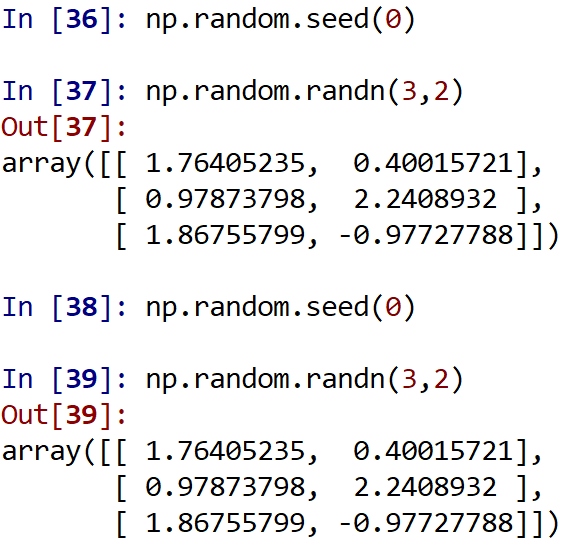 In [36]: np.random.seed(0)
In [37]: np.random.randn(3,2)
Out[37]:
array([[ 1.76405235,  0.40015721],
       [ 0.97873798,  2.2408932 ],
       [ 1.86755799, -0.97727788]])
In [38]: np.random.seed(0)
In [39]: np.random.randn(3,2)
Out[39]:
array([[ 1.76405235,  0.40015721],
       [ 0.97873798,  2.2408932 ],
       [ 1.86755799, -0.97727788]])